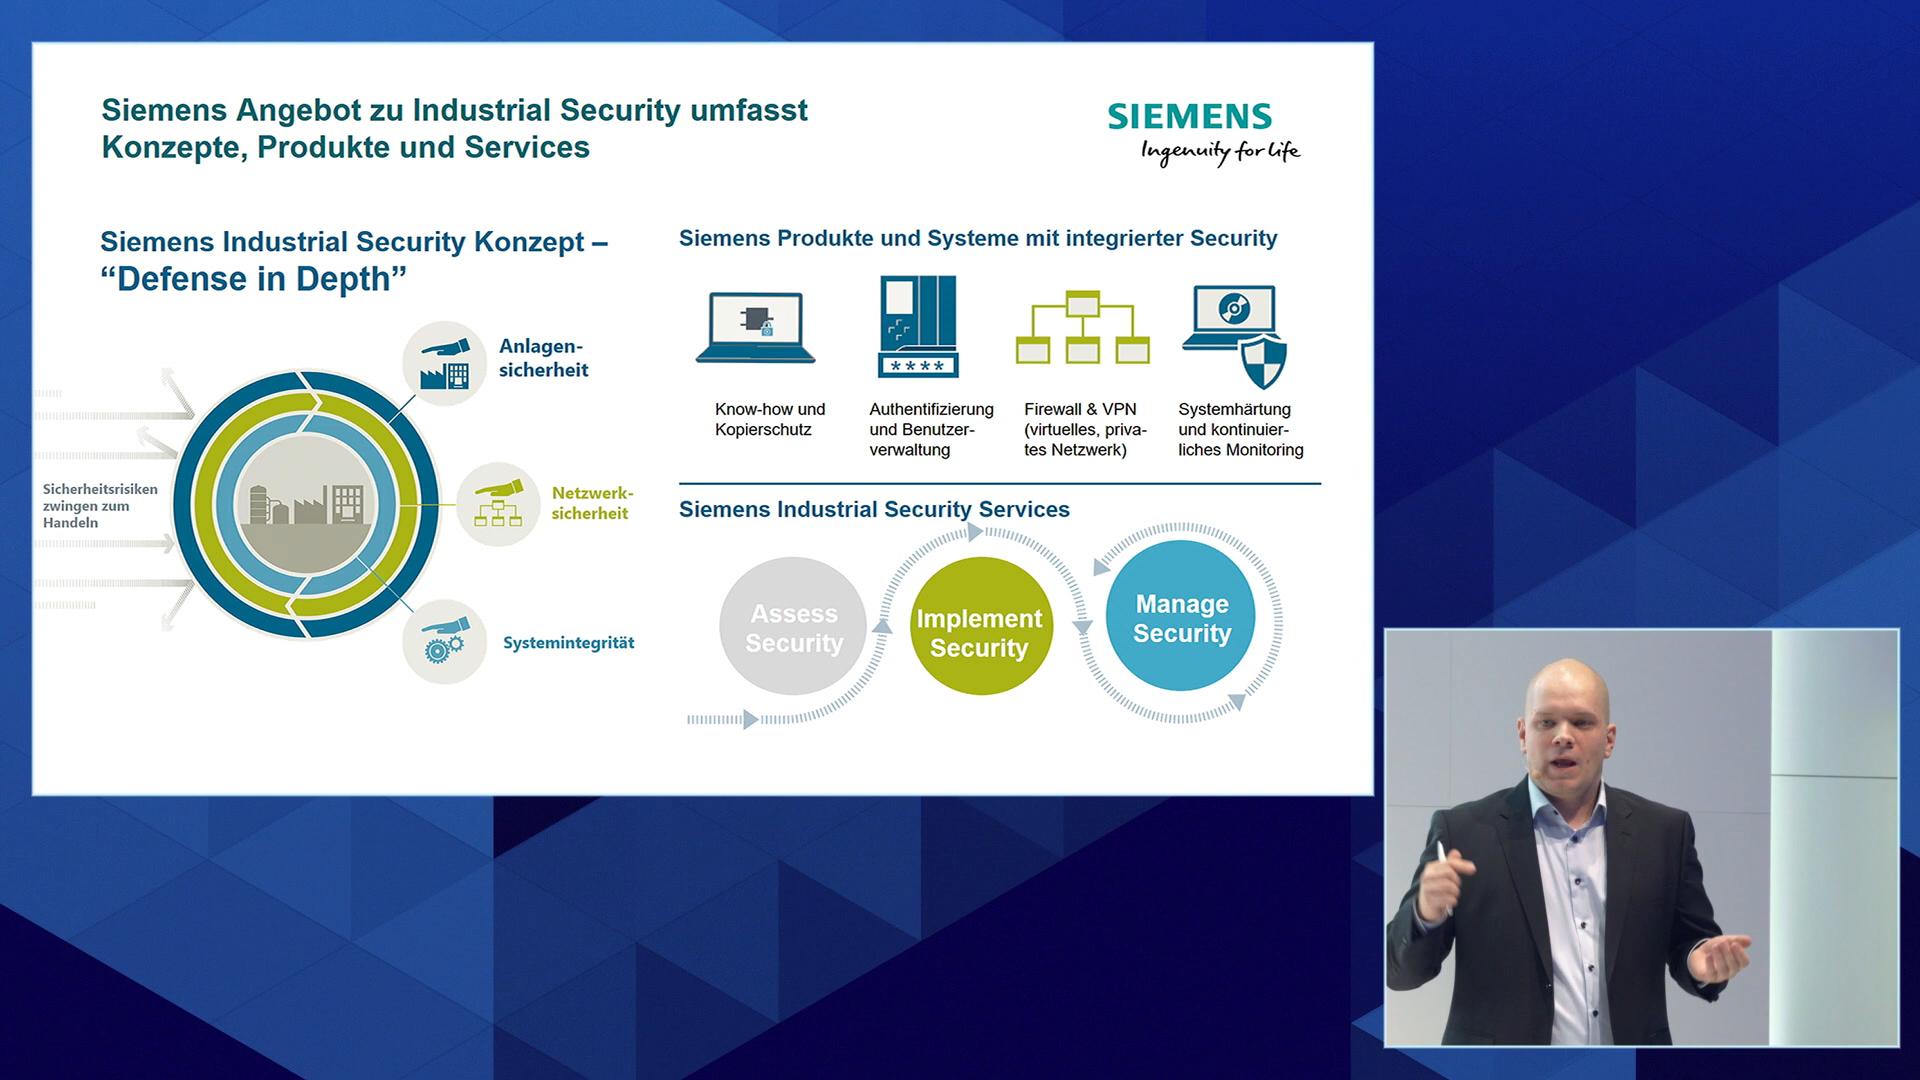 Siemens Angebot zu Industrial Security umfasst
Konzepte, Produkte und Services
SIEMENS
Ingenuity for life
Siemens Industrial Security Konzept –
“Defense in Depth”
Anlagen-
sicherheit
Sicherheitsrisiken
zwingen zum
Handeln
Netzwerk-
sicherheit
Systemintegrität
Siemens Produkte und Systeme mit integrierter Security
****
Know-how und
Kopierschutz
Authentifizierung
und Benutzer-
verwaltung
Firewall & VPN
(virtuelles, priva-
tes Netzwerk)
Systemhärtung
und kontinuier-
liches Monitoring
Siemens Industrial Security Services
Assess
Security
Implement
Security
Manage
Security